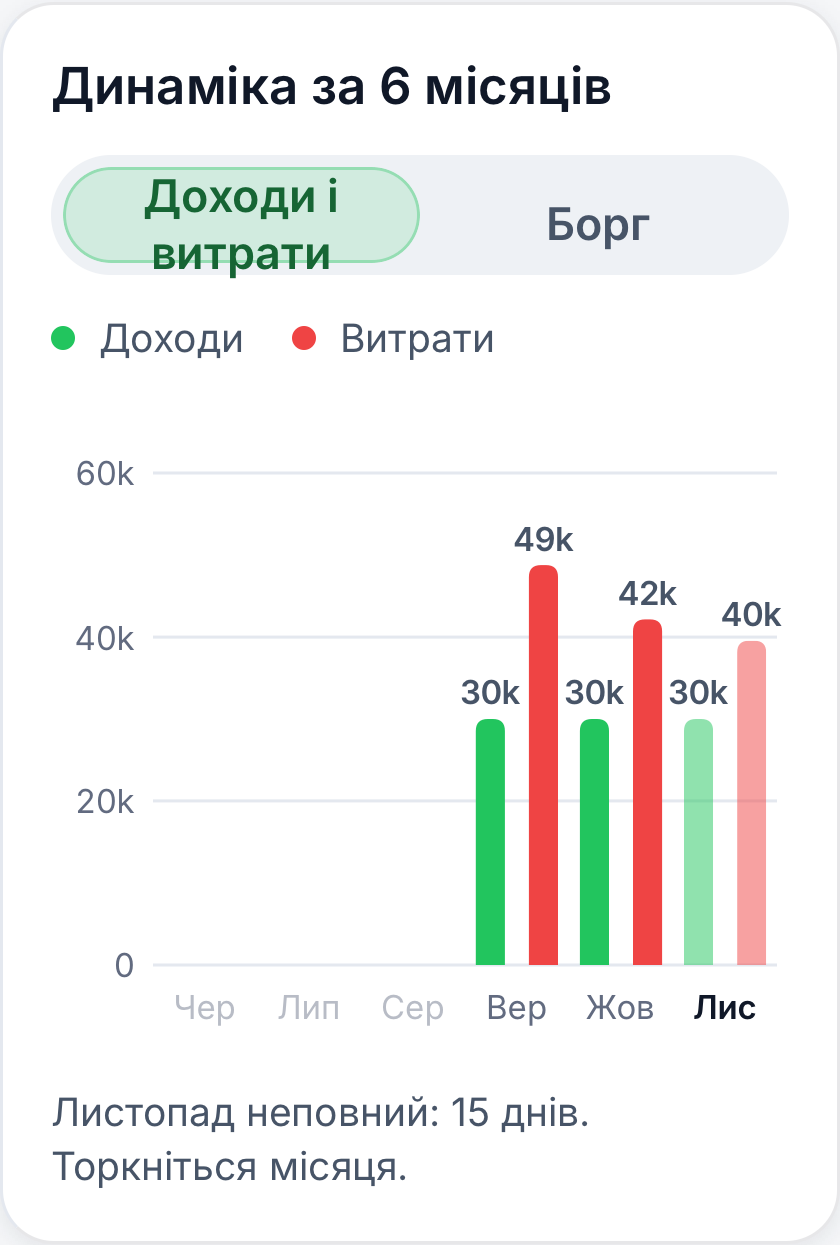 Динаміка за 6 місяців
Доходи і
витрати
Борг
Доходи
Витрати
60k
49k
42k
40k
40k
30k
30k
30k
20k
0
Чер
Лип
Сер
Вер
Жов
Лис
Листопад неповний: 15 днів.
Торкніться місяця.